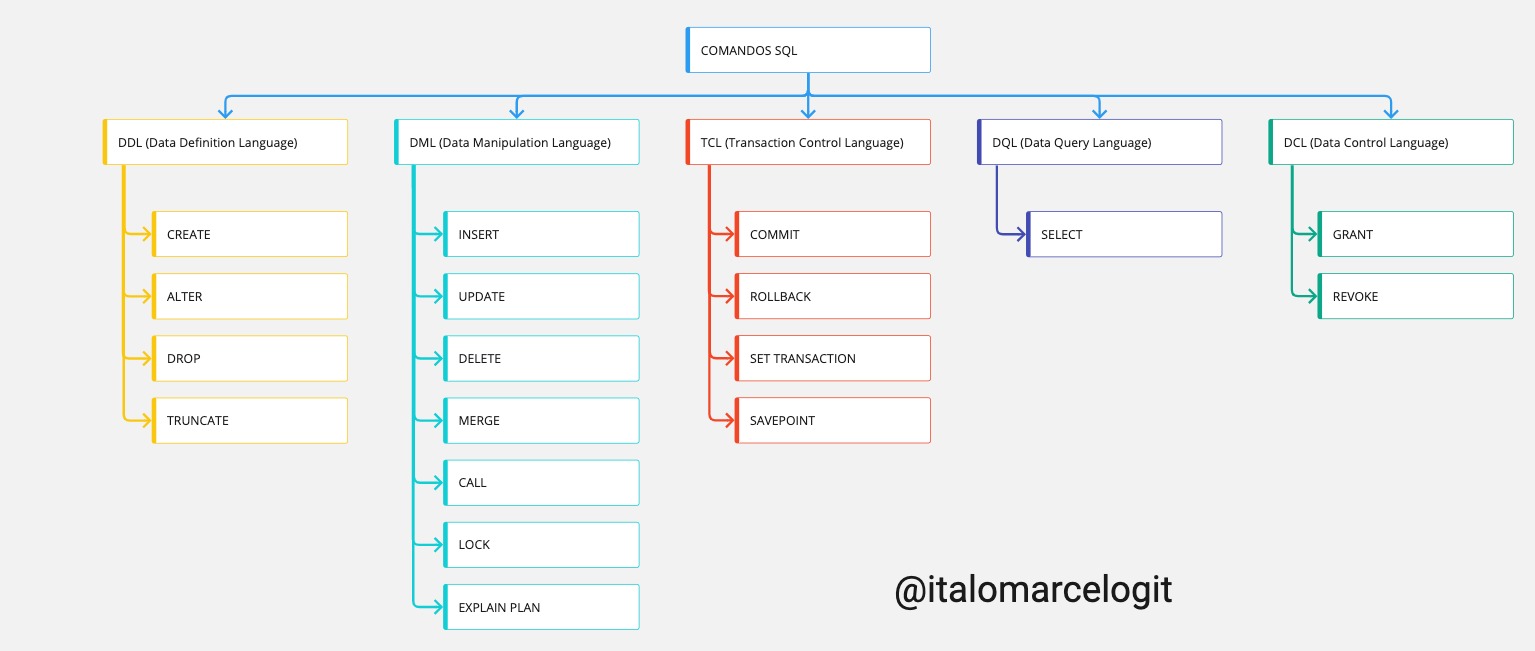 COMANDOS SQL
DDL (Data Definition Language)
CREATE
ALTER
DROP
TRUNCATE
DML (Data Manipulation Language)
INSERT
UPDATE
DELETE
MERGE
CALL
LOCK
EXPLAIN PLAN
TCL (Transaction Control Language)
COMMIT
ROLLBACK
SET TRANSACTION
SAVEPOINT
DQL (Data Query Language)
SELECT
DCL (Data Control Language)
GRANT
REVOKE
@italomarcelogit